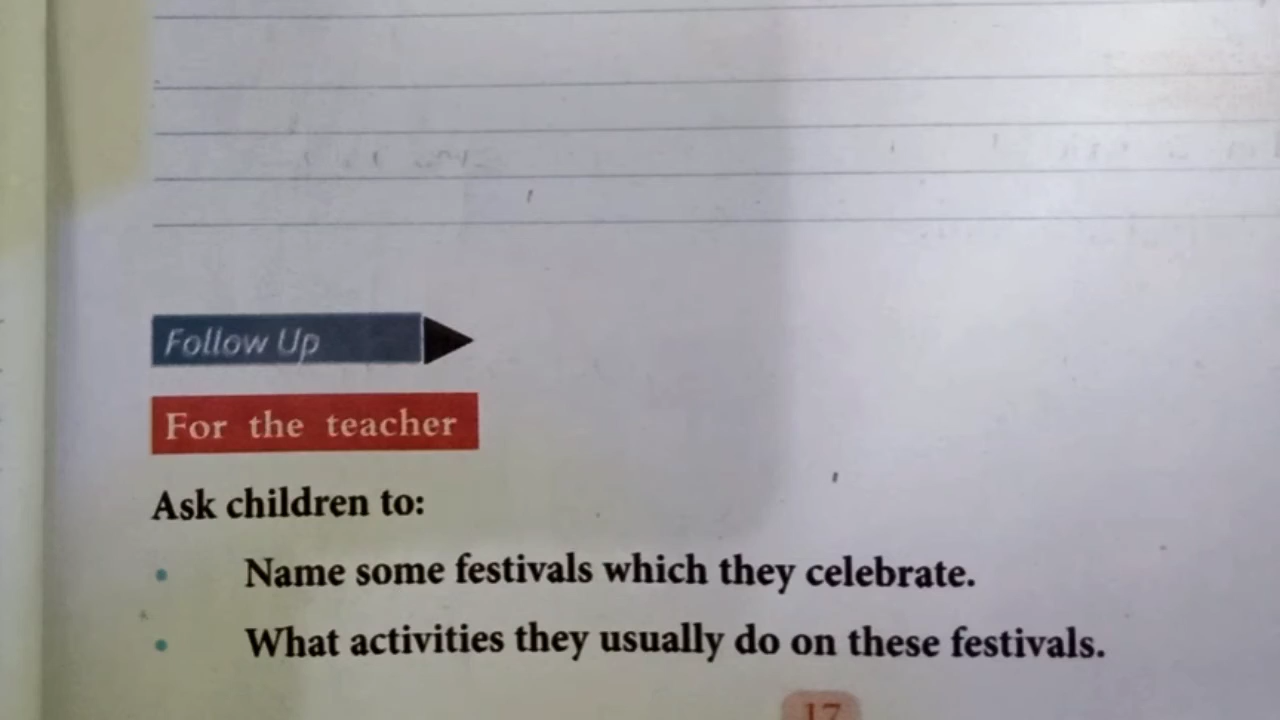 Follow Up
For the teacher
Ask children to:
• Name some festivals which they celebrate.
• What activities they usually do on these festivals.
17